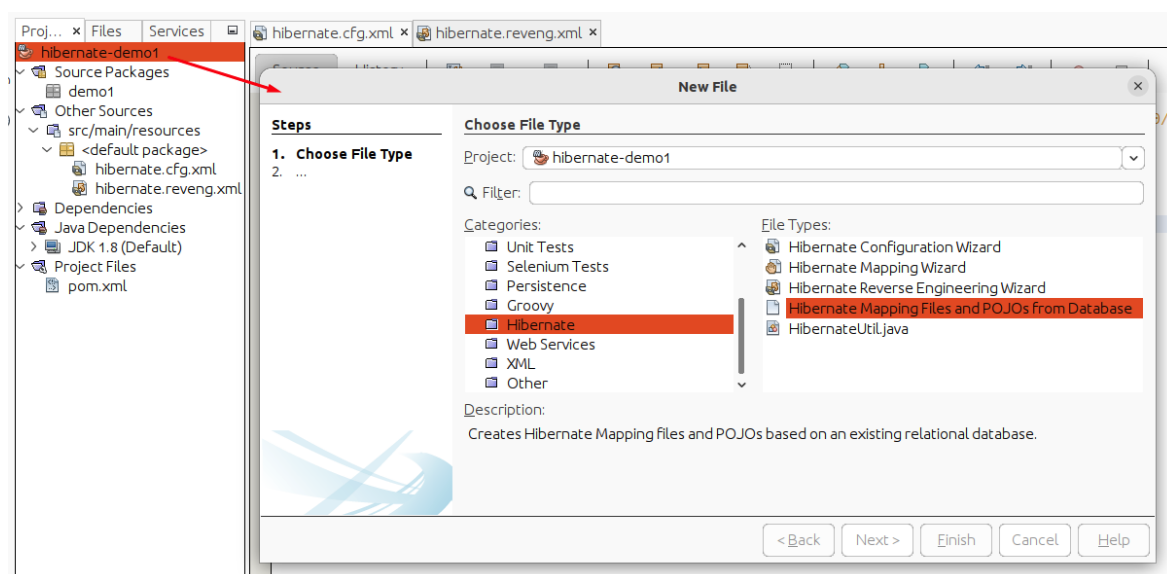 Proj... × Files Services
hibernate.cfg.xml × hibernate.reveng.xml ×
hibernate-demo1
Source Packages
demo1
Other Sources
src/main/resources
<default package>
hibernate.cfg.xml
hibernate.reveng.xml
Dependencies
Java Dependencies
JDK 1.8 (Default)
Project Files
pom.xml
New File
Steps
1. Choose File Type
2. ...
Choose File Type
Project: hibernate-demo1
Filter:
Categories:
Unit Tests
Selenium Tests
Persistence
Groovy
Hibernate
Web Services
XML
Other
File Types:
Hibernate Configuration Wizard
Hibernate Mapping Wizard
Hibernate Reverse Engineering Wizard
Hibernate Mapping Files and POJOs from Database
HibernateUtil.java
Description:
Creates Hibernate Mapping files and POJOs based on an existing relational database.
< Back Next > Finish Cancel Help